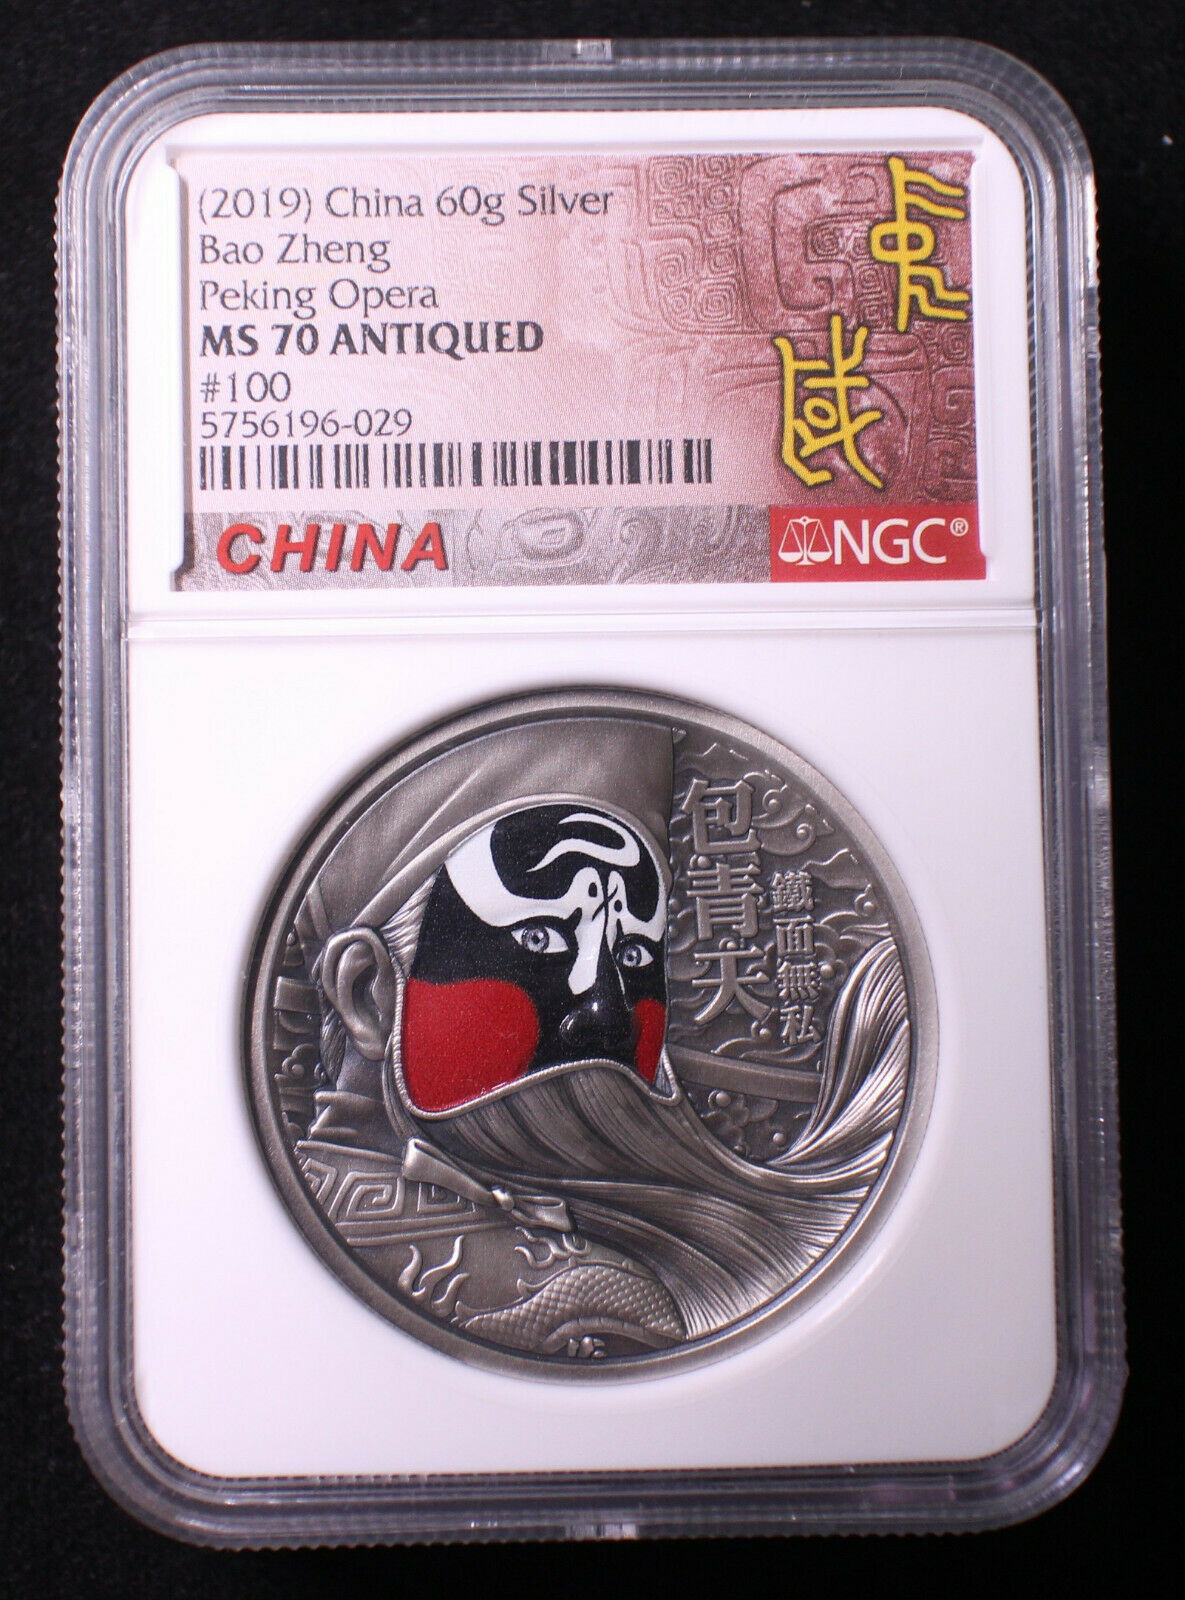 (2019) China 60g Silver
Bao Zheng
Peking Opera
MS 70 ANTIQUED
#100
5756196-029
CHINA
NGC®
包青天
鐵面無私